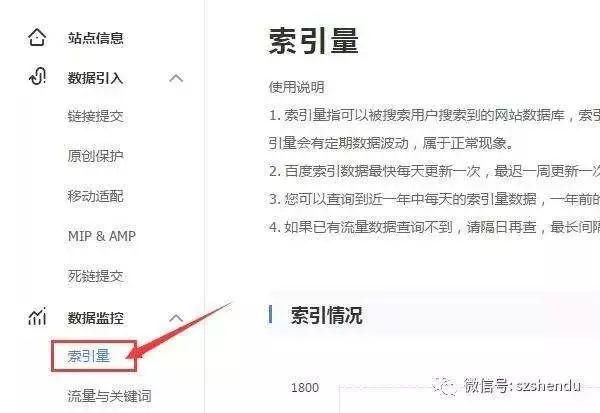 站点信息
数据引入
链接提交
原创保护
移动适配
MIP & AMP
死链提交
数据监控
索引量
流量与关键词
索引量
使用说明
1. 索引量指可以被搜索用户搜索到的网站数据库，索引
引量会有定期数据波动，属于正常现象。
2. 百度索引数据最快每天更新一次，最迟一周更新一次
3. 您可以查询到近一年中每天的索引量数据，一年前的
4. 如果已有流量数据查询不到，请隔日再查，最长间隔
索引情况
1800
微信号: szshendu